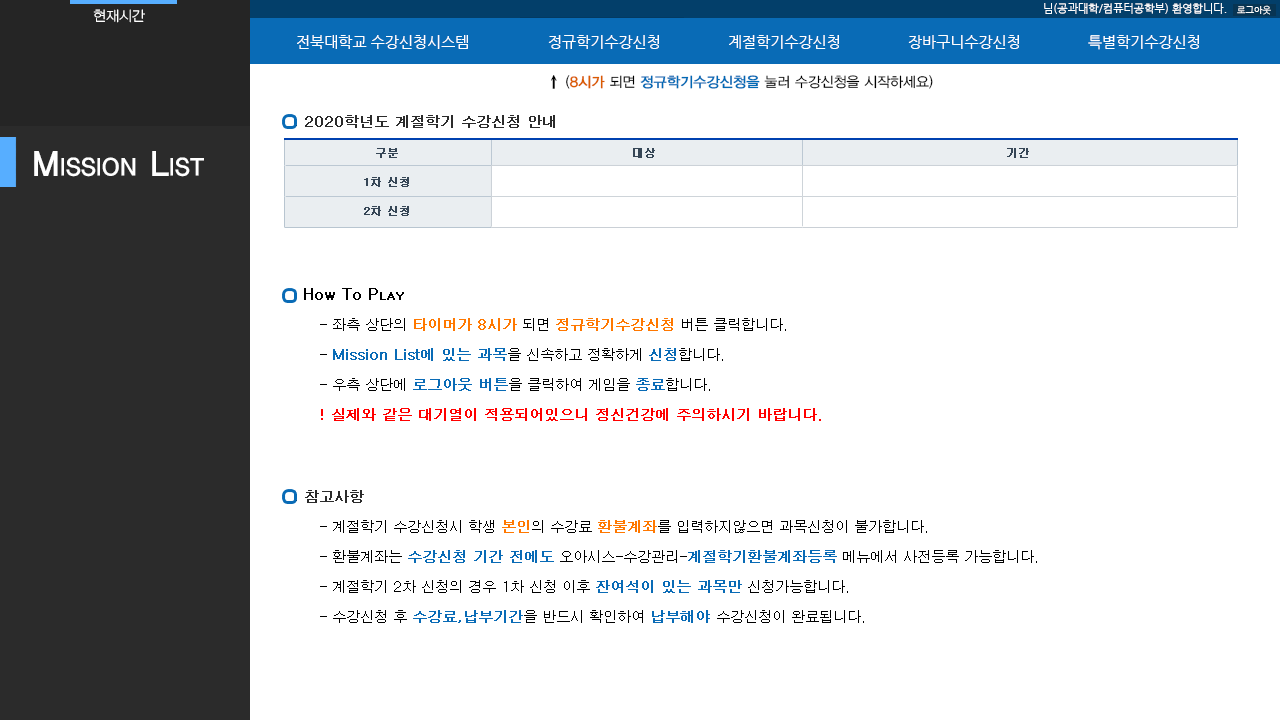 현재시간
님(공과대학/컴퓨터공학부) 환영합니다. 로그아웃
전북대학교 수강신청시스템 정규학기수강신청 계절학기수강신청 장바구니수강신청 특별학기수강신청
↑ (8시가 되면 정규학기수강신청을 눌러 수강신청을 시작하세요)
Mission List
2020학년도 계절학기 수강신청 안내
구분 대상 기간
1차 신청
2차 신청
How To Play
- 좌측 상단의 타이머가 8시가 되면 정규학기수강신청 버튼 클릭합니다.
- Mission List에 있는 과목을 신속하고 정확하게 신청합니다.
- 우측 상단에 로그아웃 버튼을 클릭하여 게임을 종료합니다.
! 실제와 같은 대기열이 적용되어있으니 정신건강에 주의하시기 바랍니다.
참고사항
- 계절학기 수강신청시 학생 본인의 수강료 환불계좌를 입력하지않으면 과목신청이 불가합니다.
- 환불계좌는 수강신청 기간 전에도 오아시스-수강관리-계절학기환불계좌등록 메뉴에서 사전등록 가능합니다.
- 계절학기 2차 신청의 경우 1차 신청 이후 잔여석이 있는 과목만 신청가능합니다.
- 수강신청 후 수강료,납부기간을 반드시 확인하여 납부해야 수강신청이 완료됩니다.